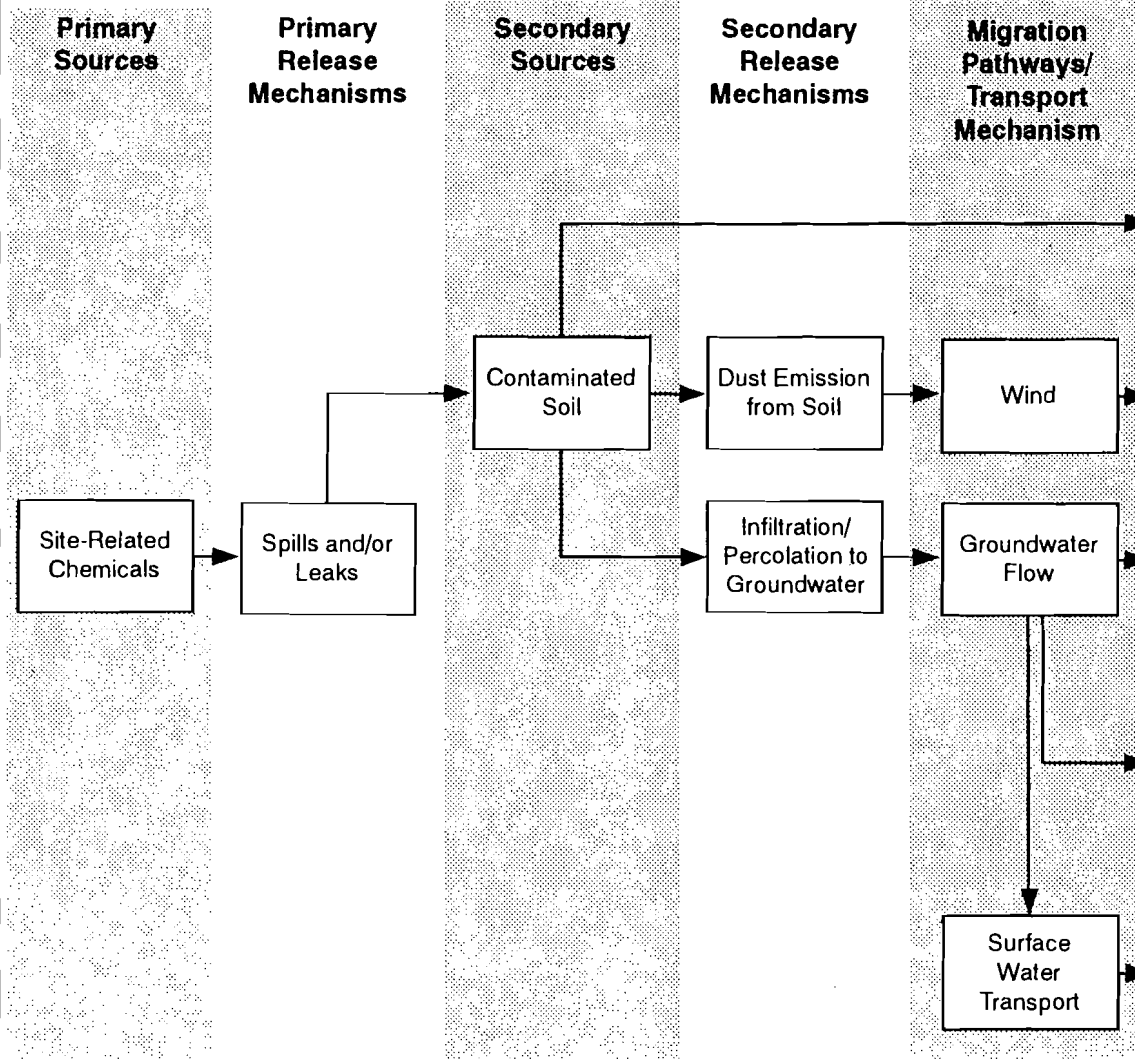 Primary
Sources
Primary
Release
Mechanisms
Secondary
Sources
Secondary
Release
Mechanisms
Migration
Pathways/
Transport
Mechanism
Contaminated
Soil
Dust Emission
from Soil
Wind
Site-Related
Chemicals
Spills and/or
Leaks
Infiltration/
Percolation to
Groundwater
Groundwater
Flow
Surface
Water
Transport